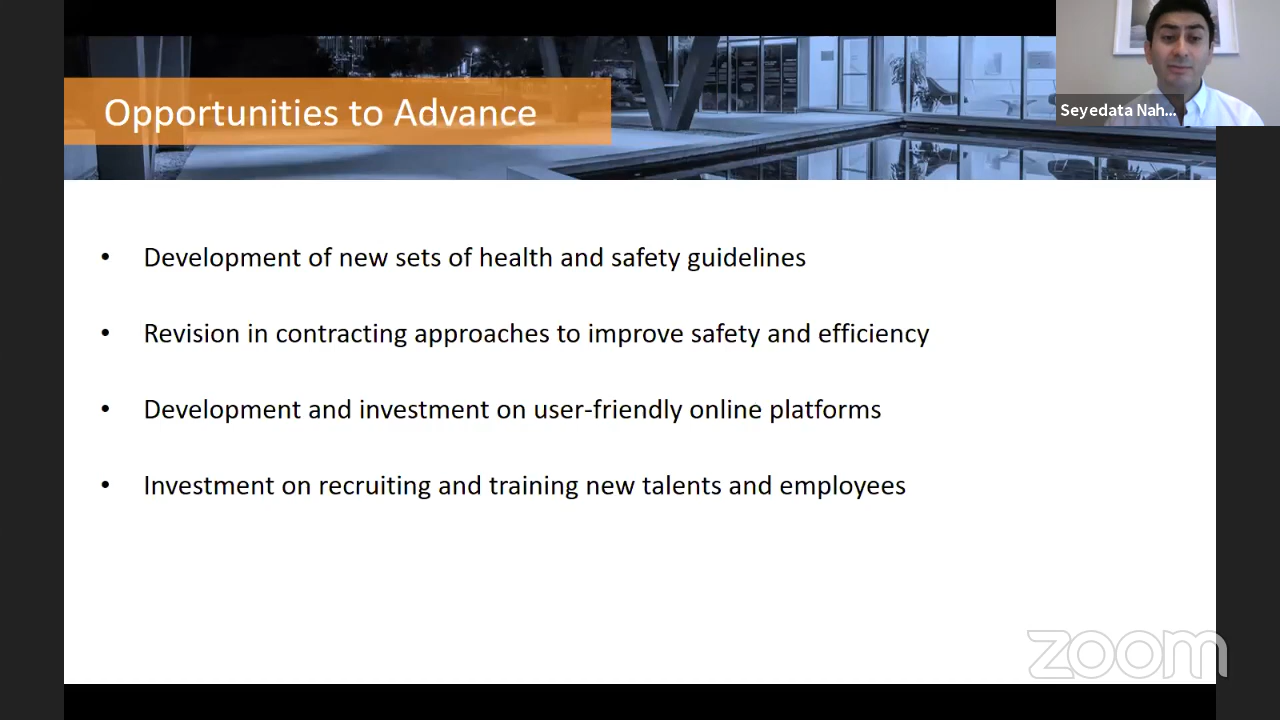 Opportunities to Advance
Seyedata Nah...
• Development of new sets of health and safety guidelines
• Revision in contracting approaches to improve safety and efficiency
• Development and investment on user-friendly online platforms
• Investment on recruiting and training new talents and employees
zoom